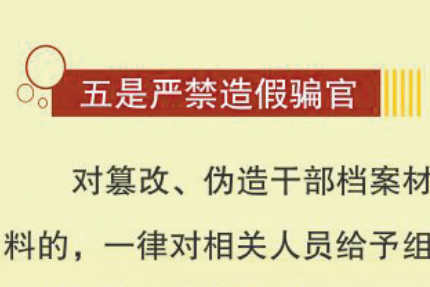 五是严禁造假骗官
对篡改、伪造干部档案材
料的，一律对相关人员给予组